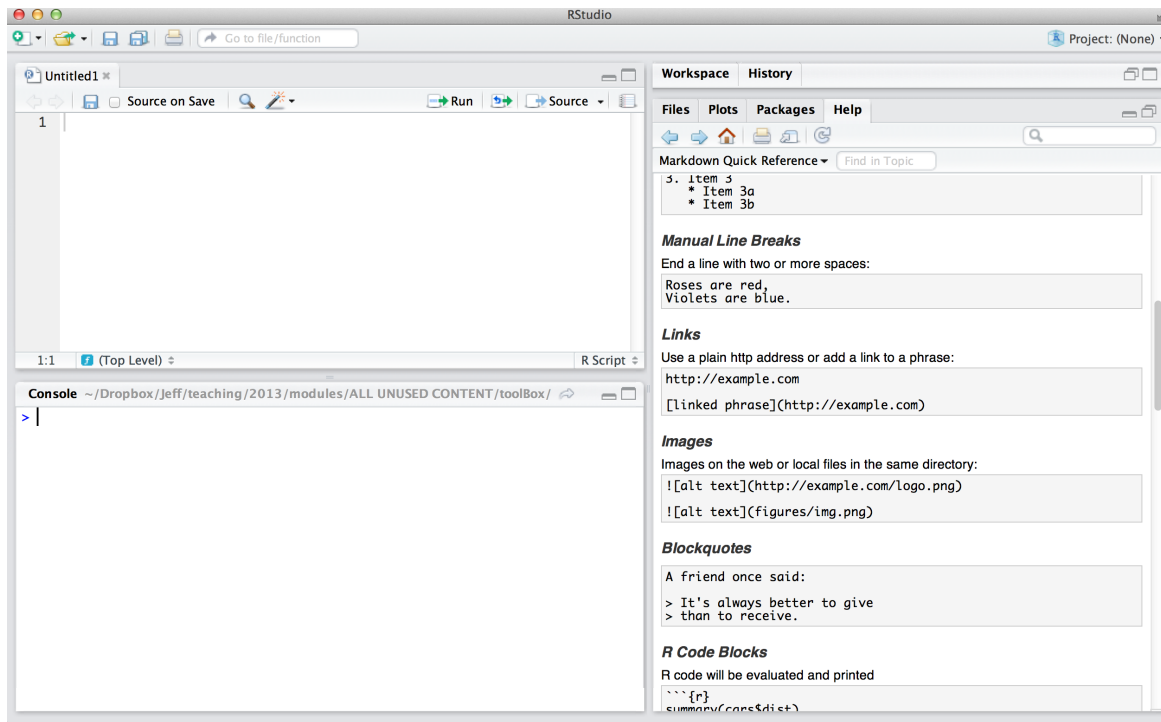 RStudio
Go to file/function
Project: (None)
Untitled1
Source on Save
Run
Source
1
1:1
(Top Level)
R Script
Console ~/Dropbox/Jeff/teaching/2013/modules/ALL UNUSED CONTENT/toolBox/
>
Workspace History
Files Plots Packages Help
Markdown Quick Reference
Find in Topic
3. Item 3
* Item 3a
* Item 3b
Manual Line Breaks
End a line with two or more spaces:
Roses are red,
Violets are blue.
Links
Use a plain http address or add a link to a phrase:
http://example.com
[linked phrase](http://example.com)
Images
Images on the web or local files in the same directory:
![alt text](http://example.com/logo.png)
![alt text](figures/img.png)
Blockquotes
A friend once said:
> It's always better to give
> than to receive.
R Code Blocks
R code will be evaluated and printed
```{r}
summary(cars$dist)